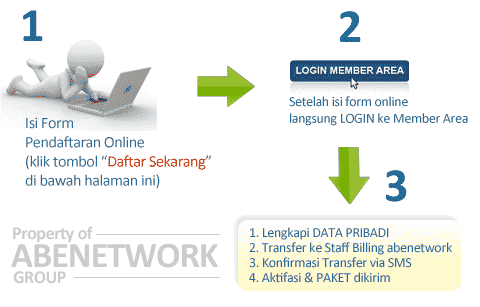 1
Isi Form
Pendaftaran Online
(klik tombol “Daftar Sekarang”
di bawah halaman ini)
2
LOGIN MEMBER AREA
Setelah isi form online
langsung LOGIN ke Member Area
3
1. Lengkapi DATA PRIBADI
2. Transfer ke Staff Billing abenetwork
3. Konfirmasi Transfer via SMS
4. Aktifasi & PAKET dikirim
Property of
ABENETWORK
GROUP